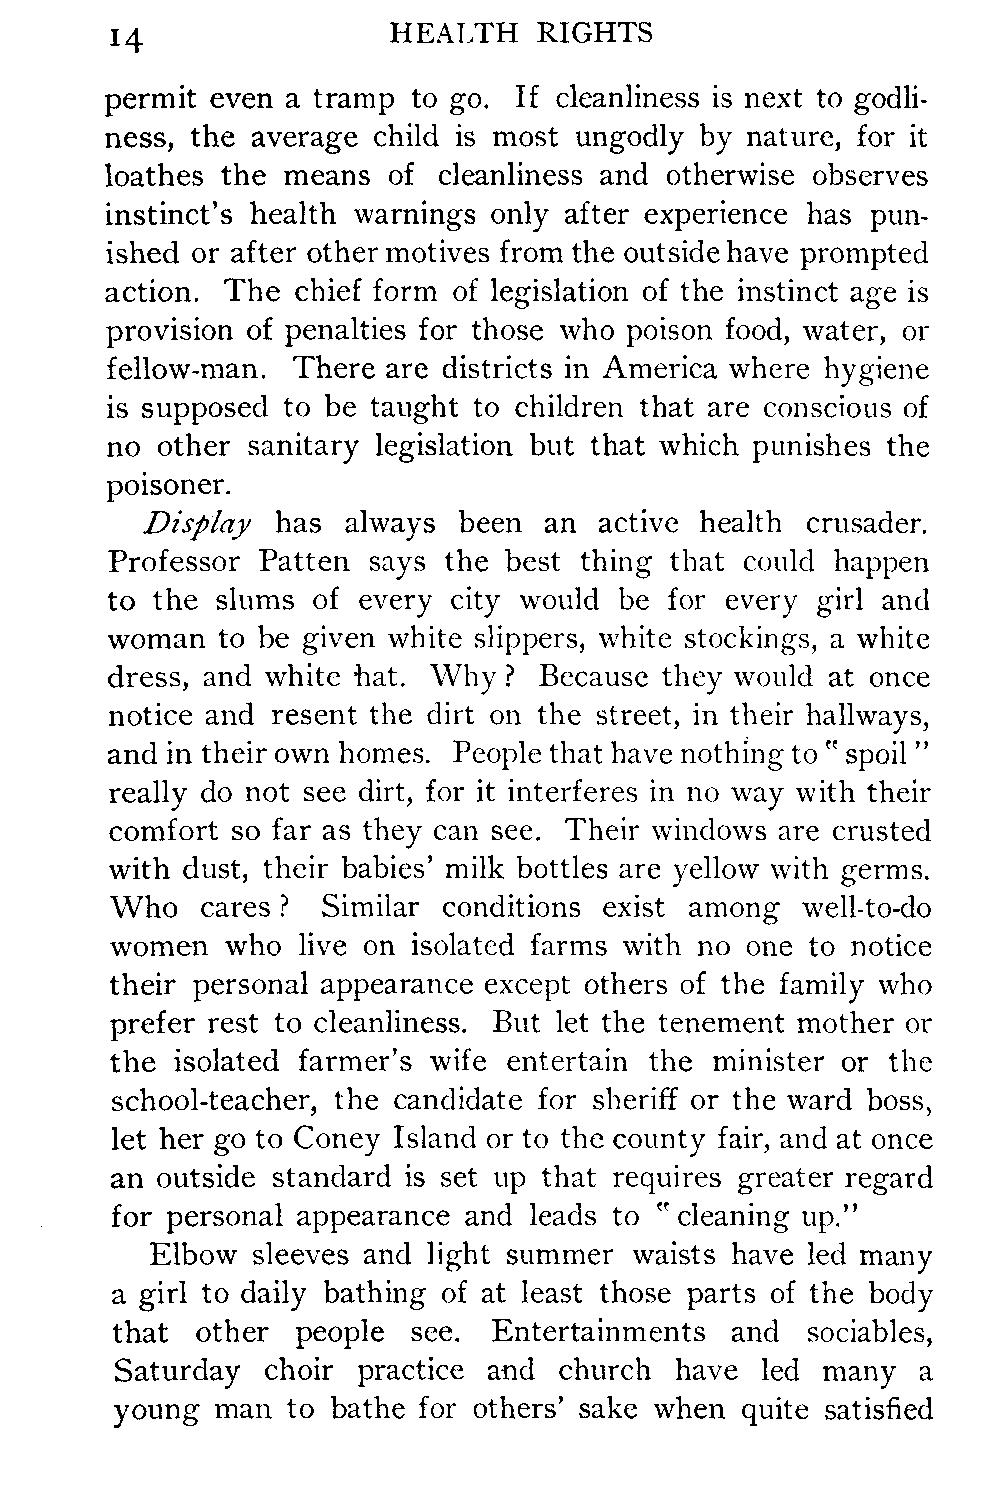 14 HEALTH RIGHTS
permit even a tramp to go. If cleanliness is next to godli-
ness, the average child is most ungodly by nature, for it
loathes the means of cleanliness and otherwise observes
instinct's health warnings only after experience has pun-
ished or after other motives from the outside have prompted
action. The chief form of legislation of the instinct age is
provision of penalties for those who poison food, water, or
fellow-man. There are districts in America where hygiene
is supposed to be taught to children that are conscious of
no other sanitary legislation but that which punishes the
poisoner.
Display has always been an active health crusader.
Professor Patten says the best thing that could happen
to the slums of every city would be for every girl and
woman to be given white slippers, white stockings, a white
dress, and white hat. Why? Because they would at once
notice and resent the dirt on the street, in their hallways,
and in their own homes. People that have nothing to "spoil"
really do not see dirt, for it interferes in no way with their
comfort so far as they can see. Their windows are crusted
with dust, their babies' milk bottles are yellow with germs.
Who cares? Similar conditions exist among well-to-do
women who live on isolated farms with no one to notice
their personal appearance except others of the family who
prefer rest to cleanliness. But let the tenement mother or
the isolated farmer's wife entertain the minister or the
school-teacher, the candidate for sheriff or the ward boss,
let her go to Coney Island or to the county fair, and at once
an outside standard is set up that requires greater regard
for personal appearance and leads to "cleaning up."
Elbow sleeves and light summer waists have led many
a girl to daily bathing of at least those parts of the body
that other people see. Entertainments and sociables,
Saturday choir practice and church have led many a
young man to bathe for others' sake when quite satisfied